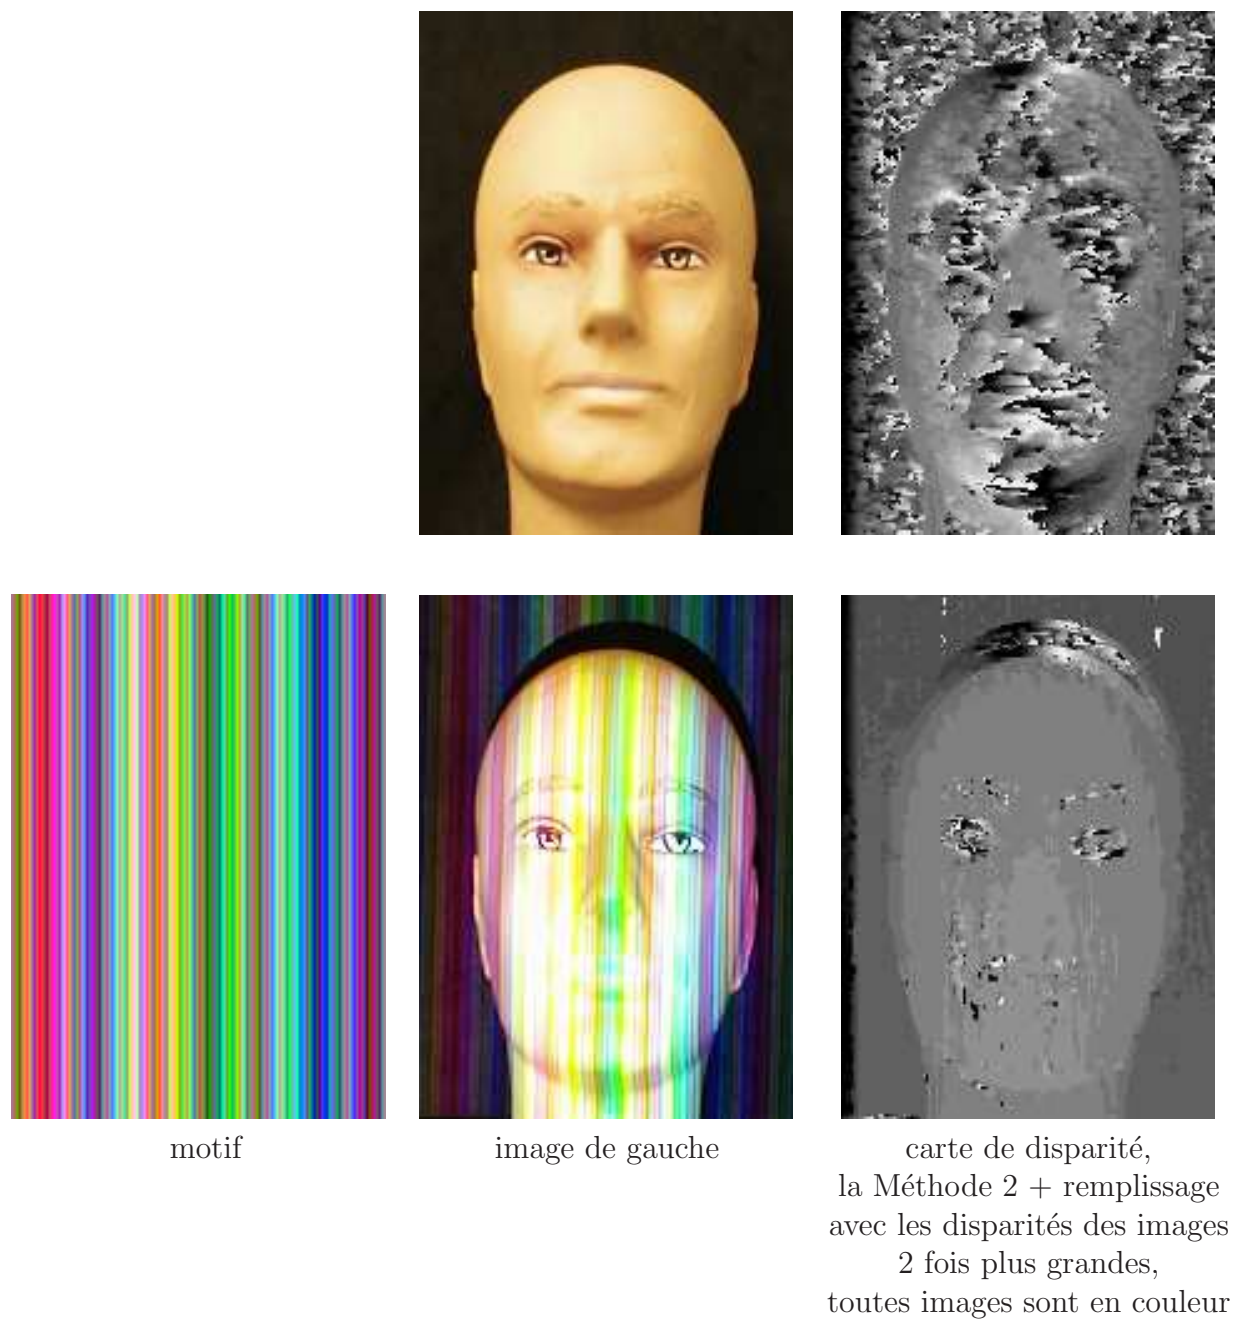 motif
image de gauche
carte de disparité,
la Méthode 2 + remplissage
avec les disparités des images
2 fois plus grandes,
toutes images sont en couleur